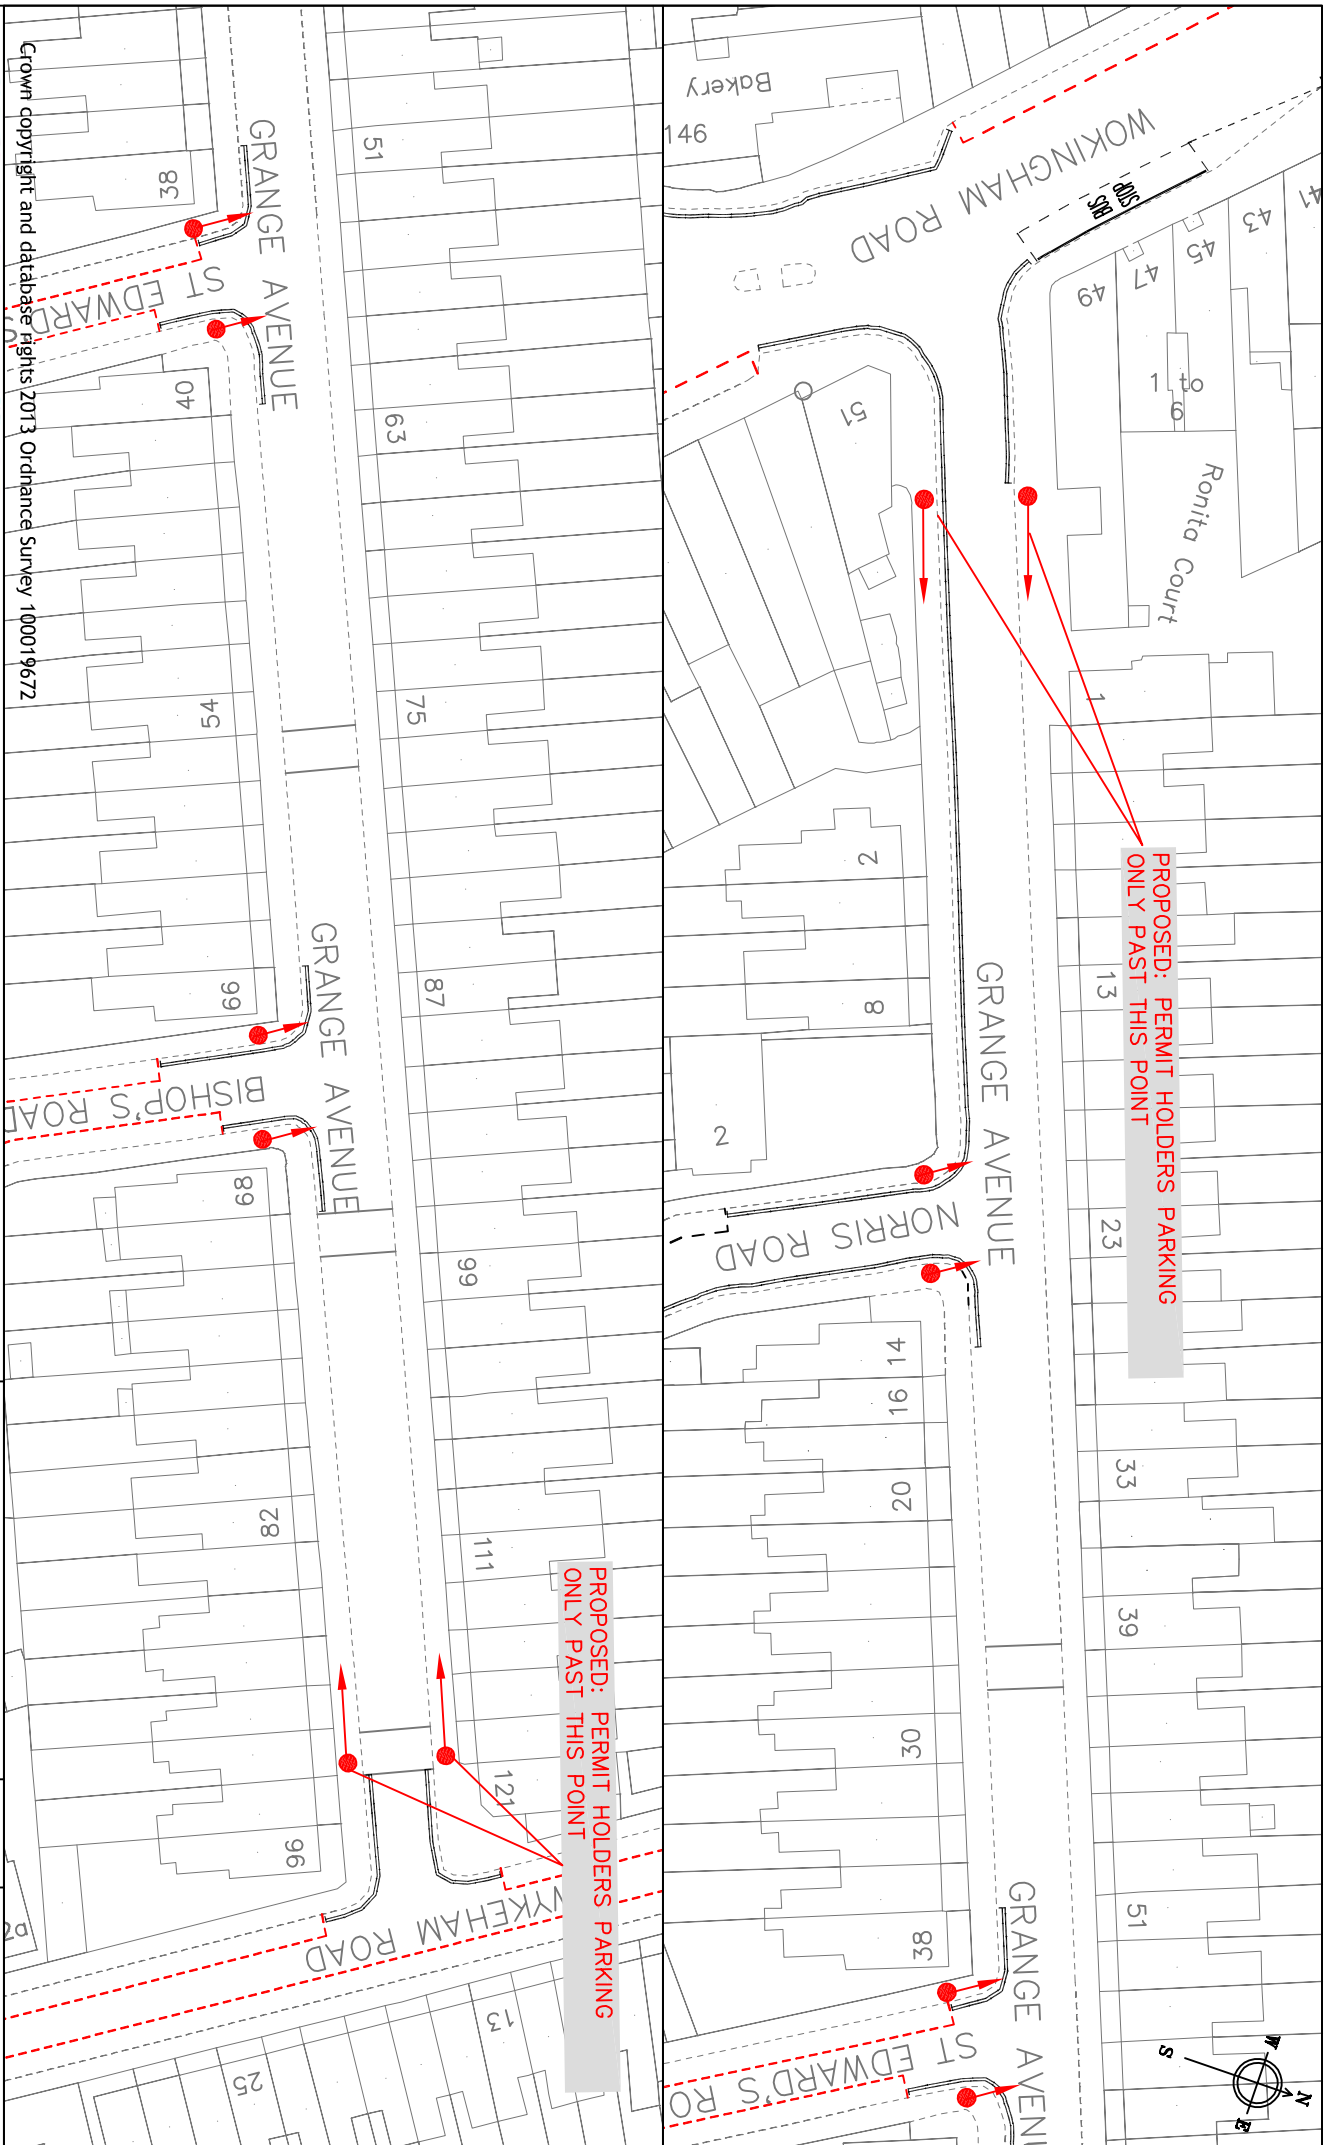 WOKINGHAM ROAD
Bakery
146
BUS
STOP
41
43
45
47
49
1 to
6
Ronita Court
51
PROPOSED: PERMIT HOLDERS PARKING
ONLY PAST THIS POINT
1
13
23
33
39
51
GRANGE AVENUE
2
8
2
NORRIS ROAD
14
16
20
30
38
GRANGE AVEN
ST EDWARD'S RO
N
E
S
W
51
63
75
87
99
111
121
GRANGE AVENUE
38
ST EDWARD'S
40
54
66
GRANGE AVENUE
BISHOP'S ROAD
68
82
96
PROPOSED: PERMIT HOLDERS PARKING
ONLY PAST THIS POINT
WYKEHAM ROAD
13
25
2a
Crown copyright and database rights 2013 Ordnance Survey 100019672